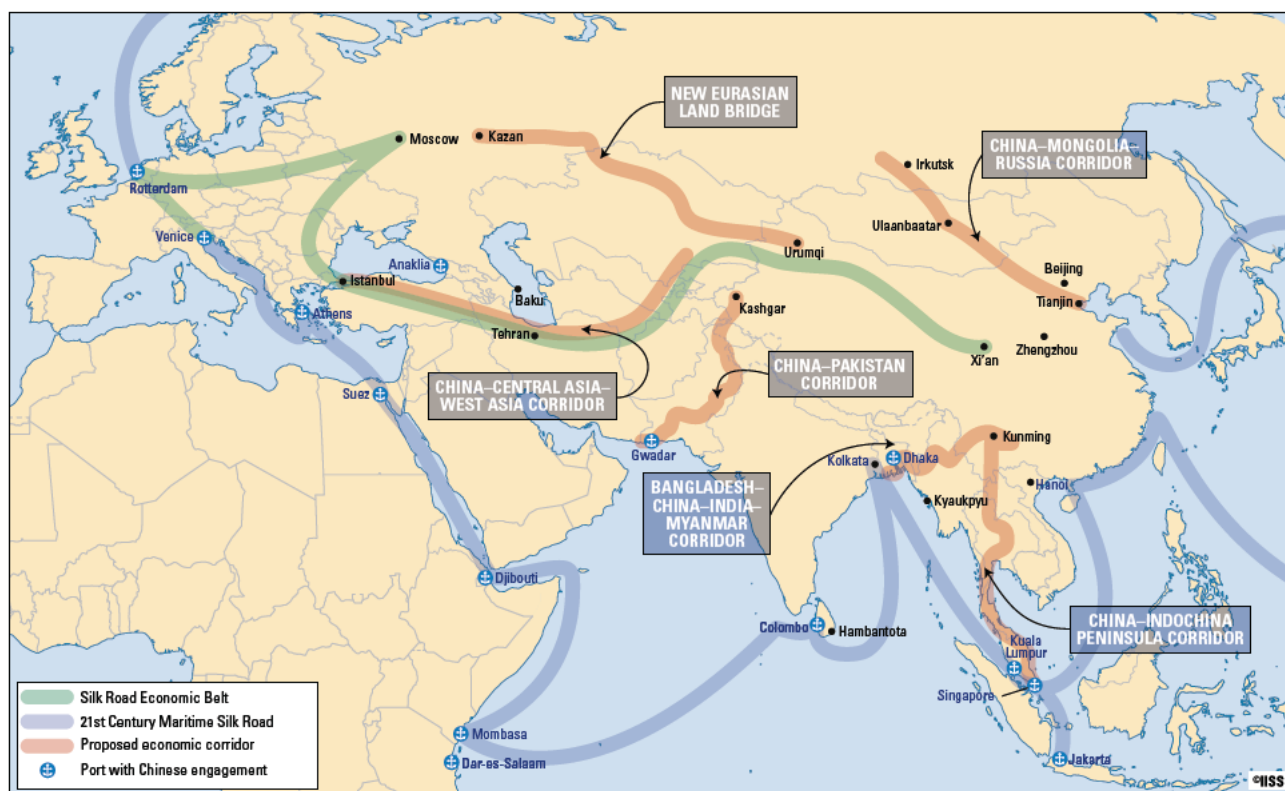 NEW EURASIAN
LAND BRIDGE
Moscow
Kazan
CHINA–MONGOLIA–
RUSSIA CORRIDOR
Irkutsk
Rotterdam
Ulaanbaatar
Venice
Urumqi
Anaklia
Beijing
Istanbul
Baku
Kashgar
Tianjin
Athens
Tehran
Zhengzhou
Xi'an
CHINA–PAKISTAN
CORRIDOR
CHINA–CENTRAL ASIA–
WEST ASIA CORRIDOR
Suez
Kunming
Gwadar
Kolkata
Dhaka
BANGLADESH–
CHINA–INDIA–
MYANMAR
CORRIDOR
Hanoi
Kyaukpyu
Djibouti
Colombo
Hambantota
CHINA–INDOCHINA
PENINSULA CORRIDOR
Kuala
Lumpur
Singapore
Silk Road Economic Belt
21st Century Maritime Silk Road
Proposed economic corridor
Port with Chinese engagement
Mombasa
Dar-es-Salaam
Jakarta
©IISS